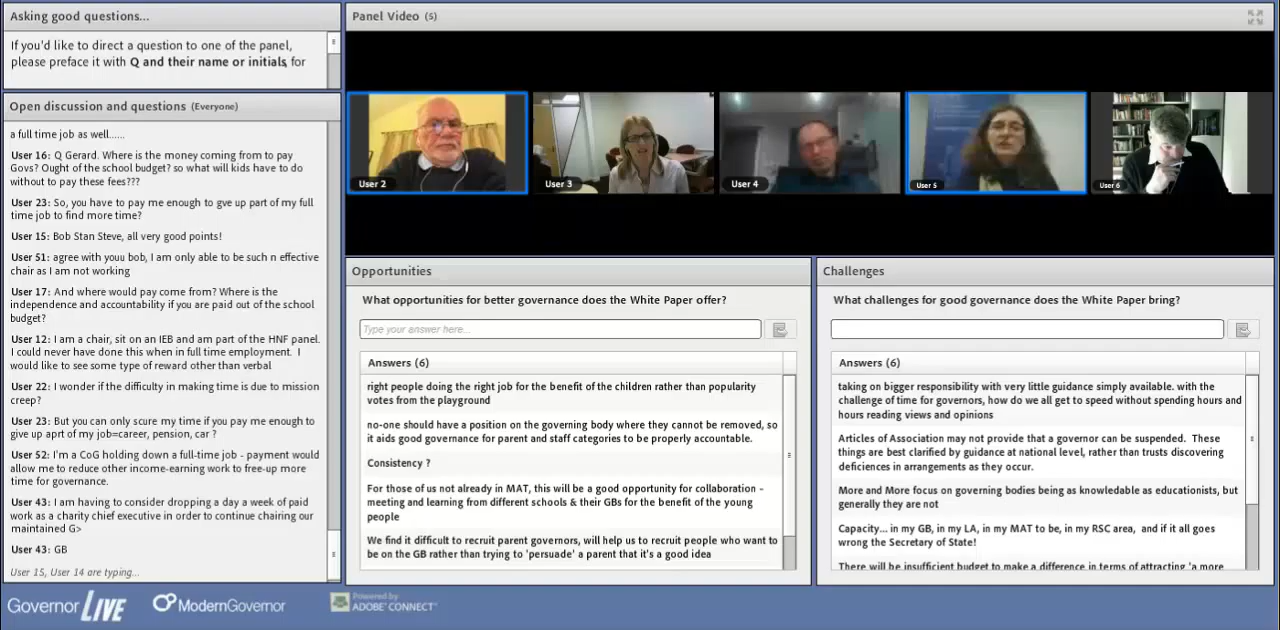 Asking good questions...
If you'd like to direct a question to one of the panel,
please preface it with Q and their name or initials, for
Open discussion and questions (Everyone)
a full time job as well......
User 16: Q Gerard. Where is the money coming from to pay
Govs? Ought of the school budget? so what will kids have to do
without to pay these fees???
User 23: So, you have to pay me enough to gve up part of my full
time job to find more time?
User 15: Bob Stan Steve, all very good points!
User 51: agree with youu bob, I am only able to be such n effective
chair as I am not working
User 17: And where would pay come from? Where is the
independence and accountability if you are paid out of the school
budget?
User 12: I am a chair, sit on an IEB and am part of the HNF panel.
I could never have done this when in full time employment.  I
would like to see some type of reward other than verbal
User 22: I wonder if the difficulty in making time is due to mission
creep?
User 23: But you can only scure my time if you pay me enough to
give up aprt of my job=career, pension, car ?
User 52: I'm a CoG holding down a full-time job - payment would
allow me to reduce other income-earning work to free-up more
time for governance.
User 43: I am having to consider dropping a day a week of paid
work as a charity chief executive in order to continue chairing our
maintained G>
User 43: GB
User 15, User 14 are typing...
Panel Video (5)
User 2
User 3
User 4
User 5
User 6
Opportunities
What opportunities for better governance does the White Paper offer?
Type your answer here...
Answers (6)
right people doing the right job for the benefit of the children rather than popularity
votes from the playground
no-one should have a position on the governing body where they cannot be removed, so
it aids good governance for parent and staff categories to be properly accountable.
Consistency ?
For those of us not already in MAT, this will be a good opportunity for collaboration -
meeting and learning from different schools & their GBs for the benefit of the young
people
We find it difficult to recruit parent governors, will help us to recruit people who want to
be on the GB rather than trying to 'persuade' a parent that it's a good idea
Challenges
What challenges for good governance does the White Paper bring?
Answers (6)
taking on bigger responsibility with very little guidance simply available. with the
challenge of time for governors, how do we all get to speed without spending hours and
hours reading views and opinions
Articles of Association may not provide that a governor can be suspended.  These
things are best clarified by guidance at national level, rather than trusts discovering
deficiences in arrangements as they occur.
More and More focus on governing bodies being as knowledable as educationists, but
generally they are not
Capacity... in my GB, in my LA, in my MAT to be, in my RSC area,  and if it all goes
wrong the Secretary of State!
There will be insufficient budget to make a difference in terms of attracting 'a more
Governor LIVE
ModernGovernor
Powered by
ADOBE® CONNECT™